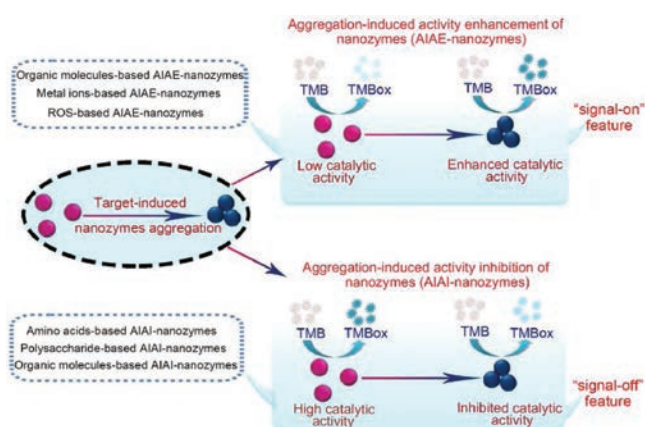 Aggregation-induced activity enhancement of
nanozymes (AIAE-nanozymes)
Organic molecules-based AIAE-nanozymes
Metal ions-based AIAE-nanozymes
ROS-based AIAE-nanozymes
TMB
TMBox
TMB
TMBox
Low catalytic
activity
Enhanced catalytic
activity
"signal-on"
feature
Target-induced
nanozymes aggregation
Aggregation-induced activity inhibition of
nanozymes (AIAI-nanozymes)
Amino acids-based AIAI-nanozymes
Polysaccharide-based AIAI-nanozymes
Organic molecules-based AIAI-nanozymes
TMB
TMBox
TMB
TMBox
High catalytic
activity
Inhibited catalytic
activity
"signal-off"
feature